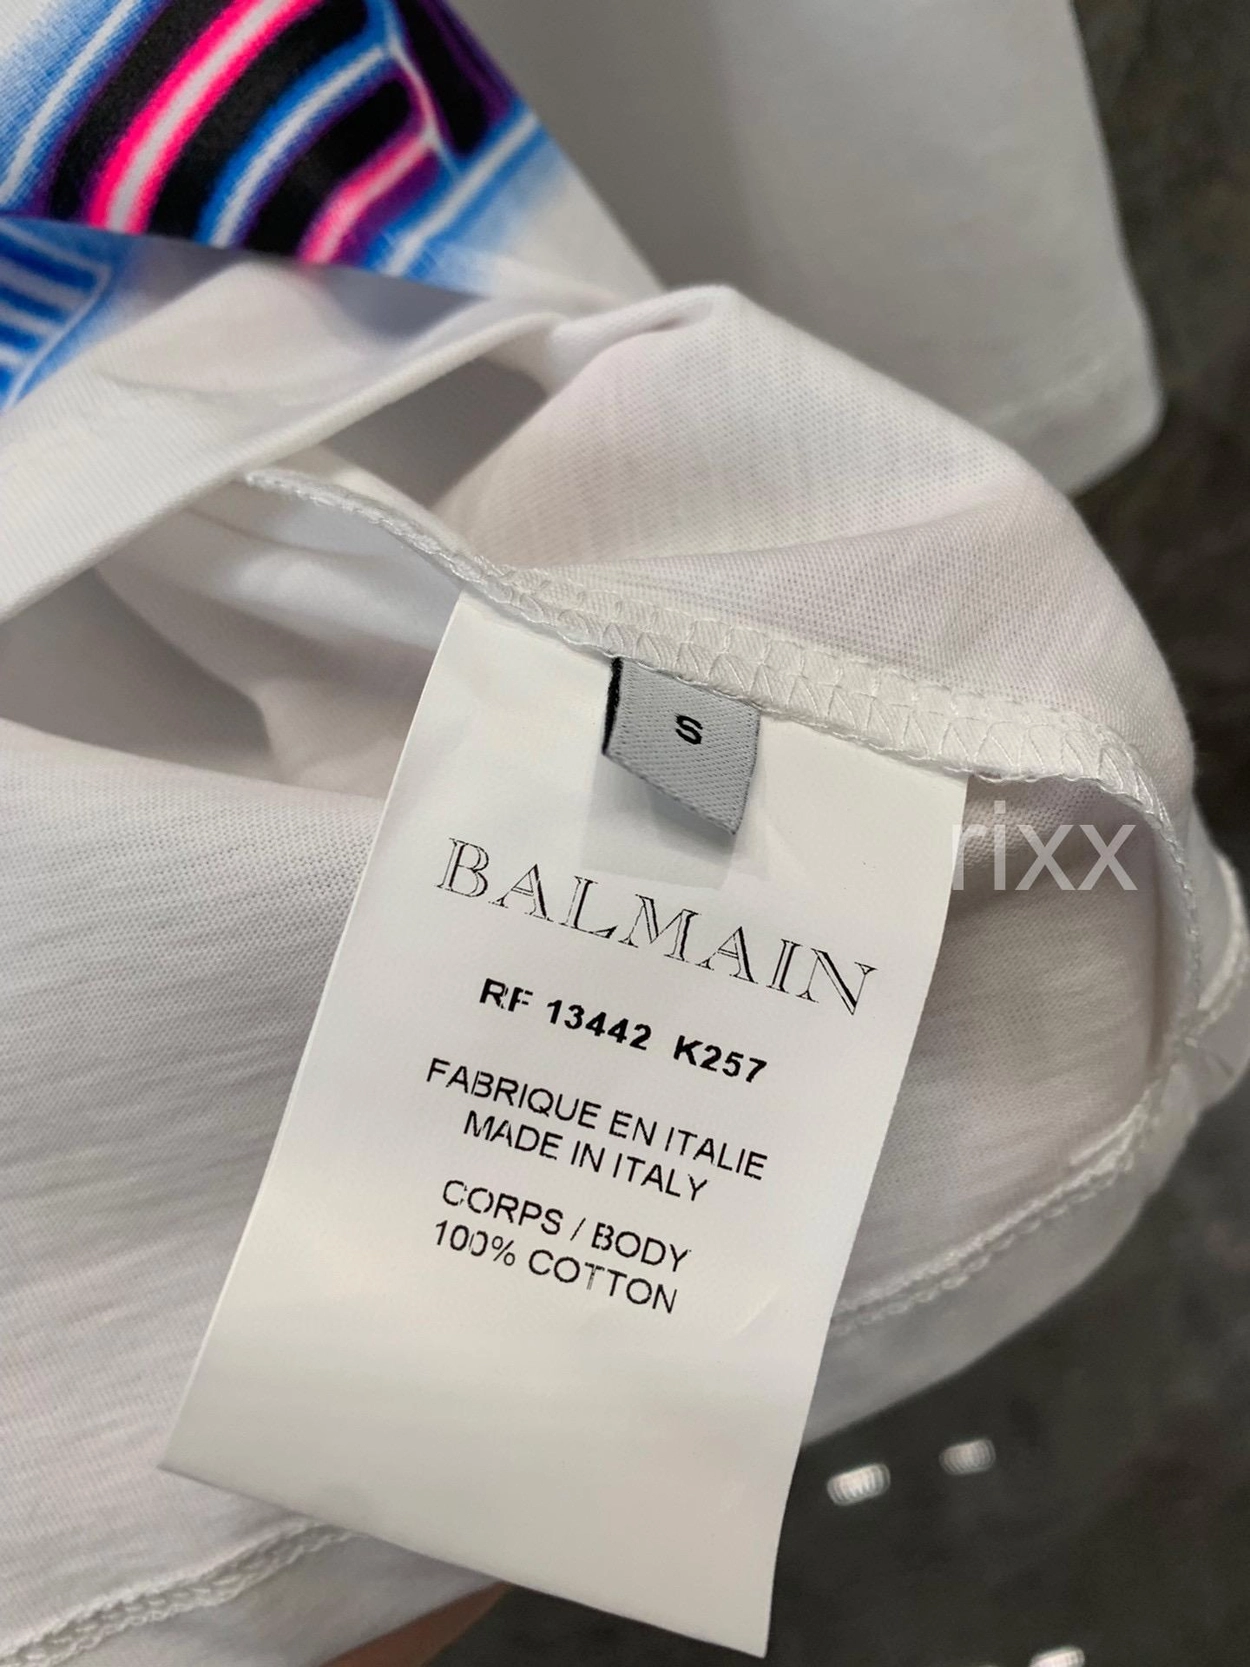 S
rixx
BALMAIN
RF 13442 K257
FABRIQUE EN ITALIE
MADE IN ITALY
CORPS / BODY
100% COTTON